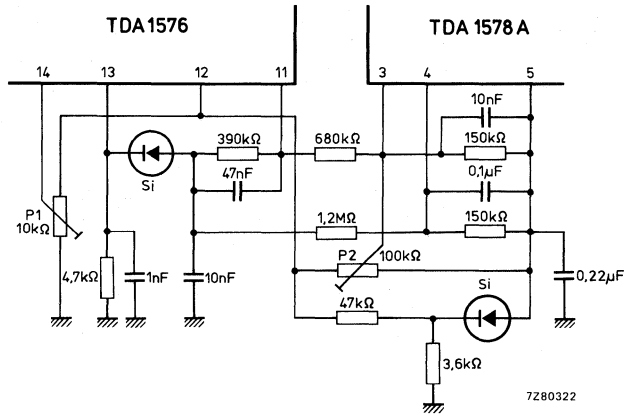 TDA1576
TDA 1578 A
14
13
12
11
3
4
5
10nF
390kΩ
680kΩ
150kΩ
Si
47nF
0,1µF
P1
10kΩ
1,2MΩ
150kΩ
P2
100kΩ
4,7kΩ
1nF
10nF
Si
0,22µF
47kΩ
3,6kΩ
7Z80322